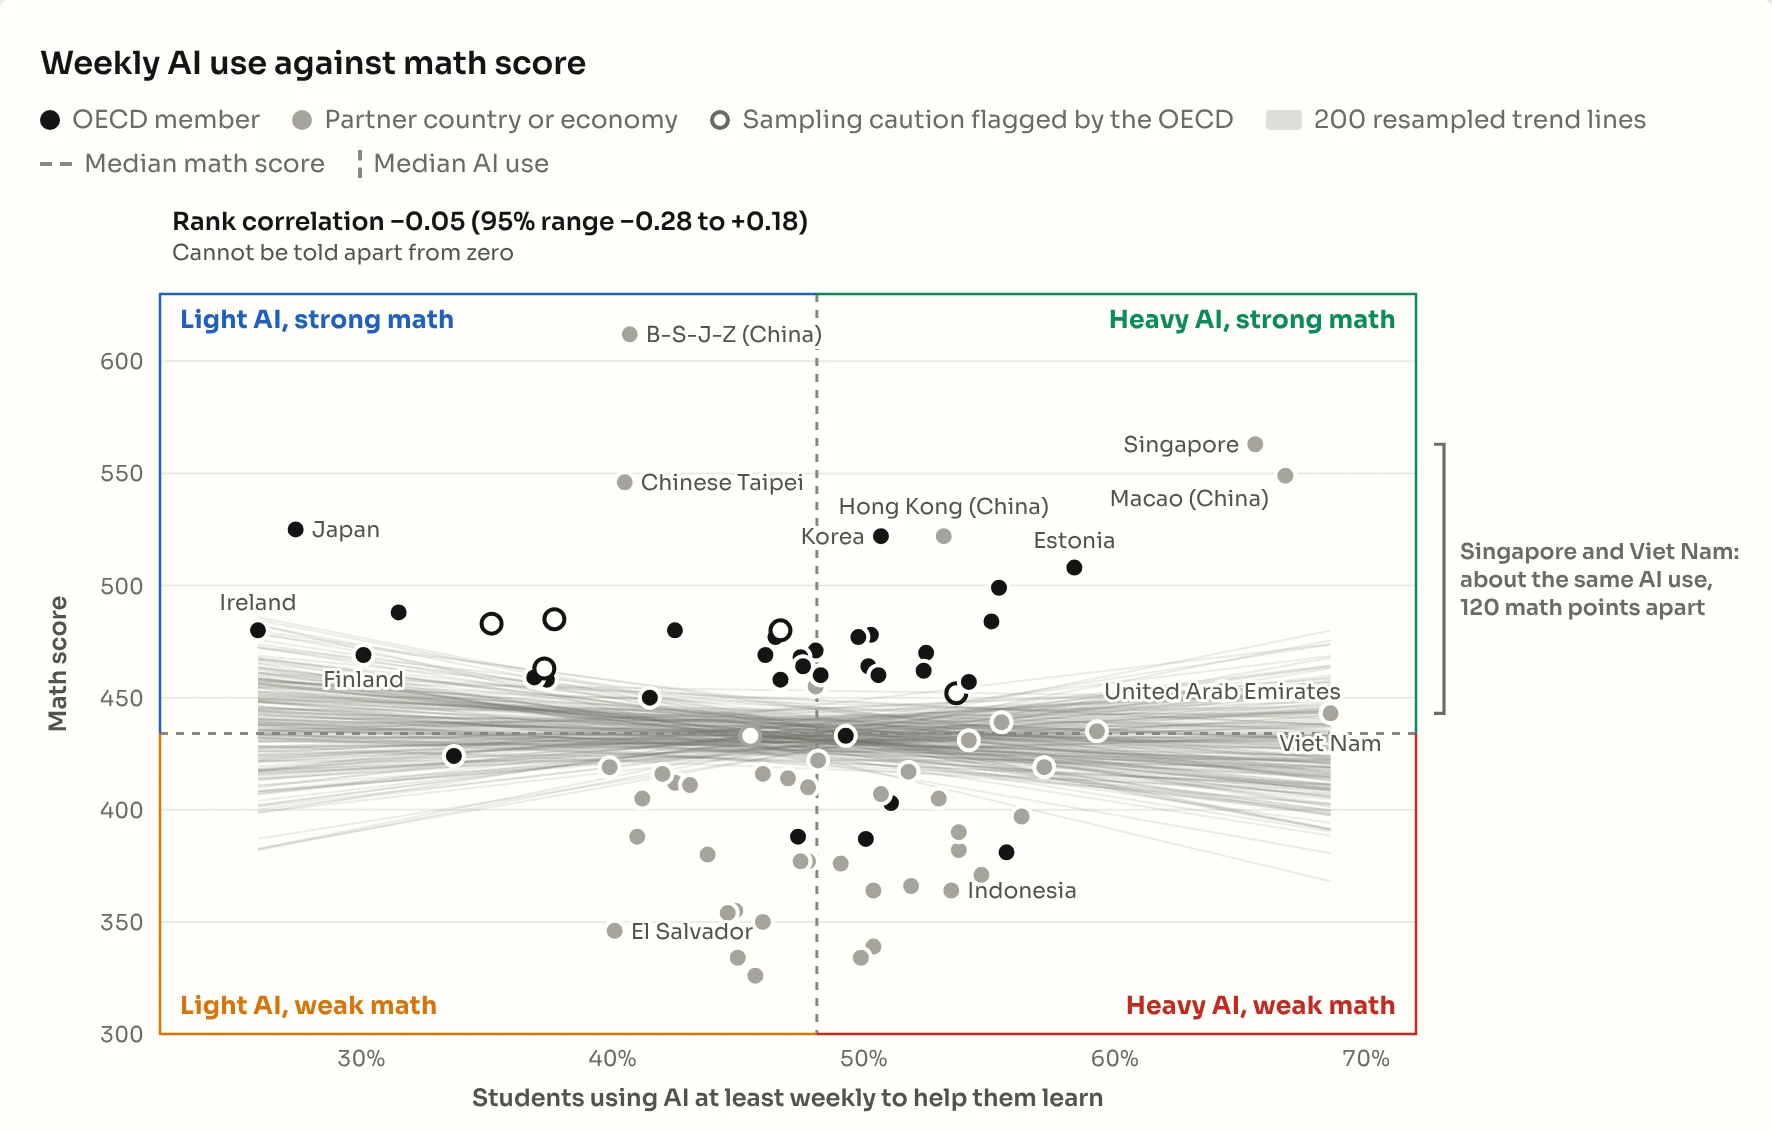 Weekly AI use against math score
OECD member
Partner country or economy
Sampling caution flagged by the OECD
200 resampled trend lines
Median math score
Median AI use
Rank correlation −0.05 (95% range −0.28 to +0.18)
Cannot be told apart from zero
Light AI, strong math
Heavy AI, strong math
B-S-J-Z (China)
Singapore
Chinese Taipei
Macao (China)
Hong Kong (China)
Japan
Korea
Estonia
Ireland
Finland
United Arab Emirates
Viet Nam
Indonesia
El Salvador
Light AI, weak math
Heavy AI, weak math
Singapore and Viet Nam:
about the same AI use,
120 math points apart
Math score
600
550
500
450
400
350
300
30%
40%
50%
60%
70%
Students using AI at least weekly to help them learn